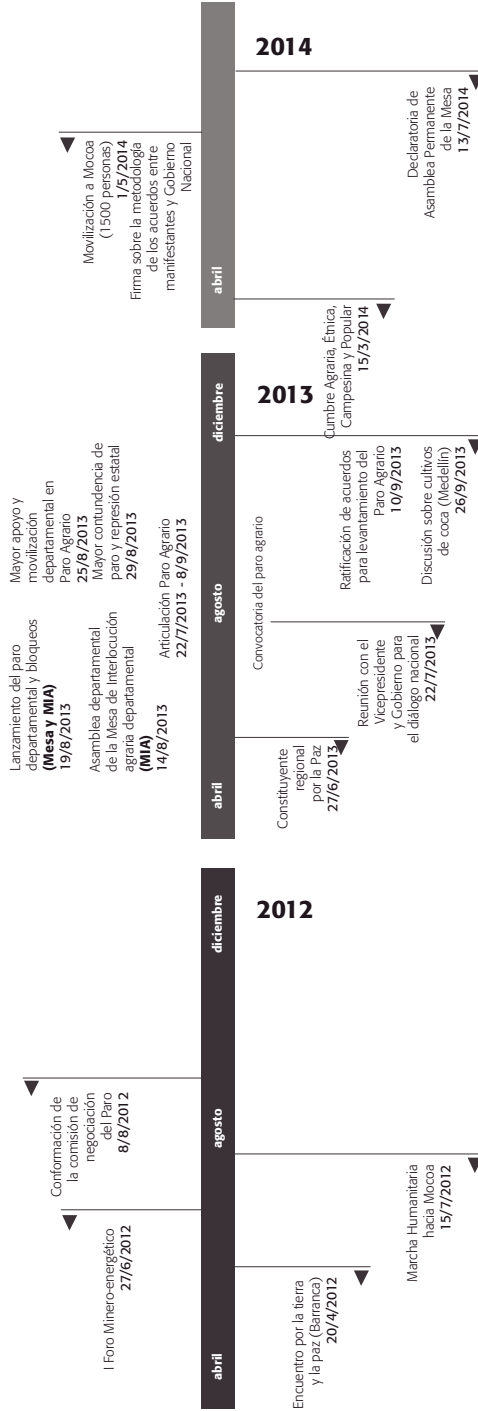 2012
abril
agosto
diciembre
I Foro Minero-energético
27/6/2012
Conformación de
la comisión de
negociación
del Paro
8/8/2012
Encuentro por la tierra
y la paz (Barranca)
20/4/2012
Marcha Humanitaria
hacia Mocoa
15/7/2012
2013
abril
agosto
diciembre
Lanzamiento del paro
departamental y bloqueos
(Mesa y MIA)
19/8/2013
Asamblea departamental
de la Mesa de Interlocución
agraria departamental
(MIA)
14/8/2013
Mayor apoyo y
movilización
departamental en
Paro Agrario
25/8/2013
Mayor contundencia de
paro y represión estatal
29/8/2013
Articulación Paro Agrario
22/7/2013 - 8/9/2013
Convocatoria del paro agrario
Constituyente
regional
por la Paz
27/6/2013
Reunión con el
Vicepresidente
y Gobierno para
el diálogo nacional
22/7/2013
Ratificación de acuerdos
para levantamiento del
Paro Agrario
10/9/2013
Discusión sobre cultivos
de coca (Medellín)
26/9/2013
2014
abril
Movilización a Mocoa
(1500 personas)
1/5/2014
Firma sobre la metodología
de los acuerdos entre
manifestantes y Gobierno
Nacional
Cumbre Agraria, Étnica,
Campesina y Popular
15/3/2014
Declaratoria de
Asamblea Permanente
de la Mesa
13/7/2014